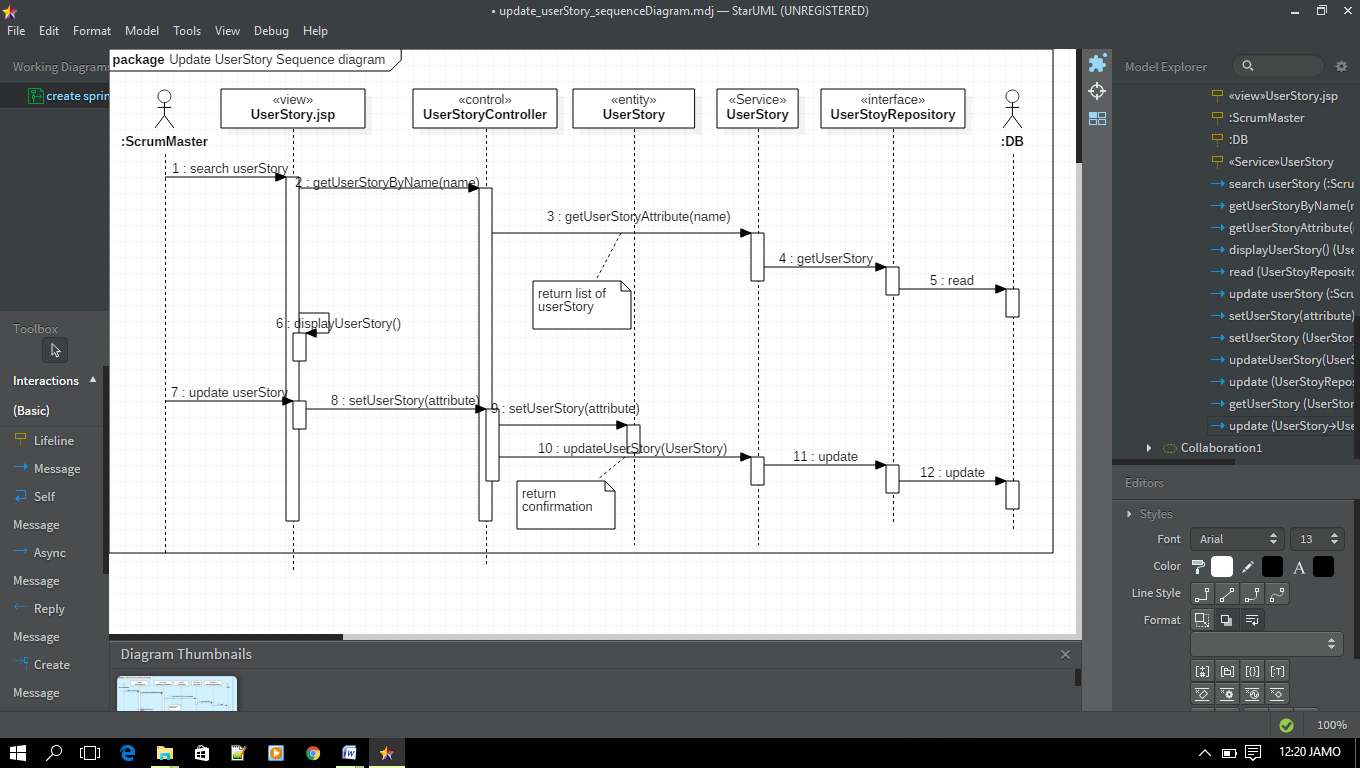 • update_userStory_sequenceDiagram.mdj — StarUML (UNREGISTERED)
File Edit Format Model Tools View Debug Help
Working Diagrams
create sprin
package Update UserStory Sequence diagram
:ScrumMaster
«view»
UserStory.jsp
«control»
UserStoryController
«entity»
UserStory
«Service»
UserStory
«interface»
UserStoyRepository
:DB
1 : search userStory
2 : getUserStoryByName(name)
3 : getUserStoryAttribute(name)
4 : getUserStory
5 : read
return list of
userStory
6 : displayUserStory()
7 : update userStory
8 : setUserStory(attribute)
9 : setUserStory(attribute)
10 : updateUserStory(UserStory)
11 : update
12 : update
return
confirmation
Toolbox
Interactions
(Basic)
Lifeline
Message
Self
Message
Async
Message
Reply
Message
Create
Message
Diagram Thumbnails
Model Explorer
«view»UserStory.jsp
:ScrumMaster
:DB
«Service»UserStory
search userStory (:Scru
getUserStoryByName(n
getUserStoryAttribute(
displayUserStory() (Use
read (UserStoyReposito
update userStory (:Scru
setUserStory(attribute)
setUserStory (UserStor
updateUserStory(UserS
update (UserStoyRepos
getUserStory (UserStor
update (UserStory→Use
Collaboration1
Editors
Styles
Font Arial 13
Color A
Line Style
Format
100%
12:20 JAMO